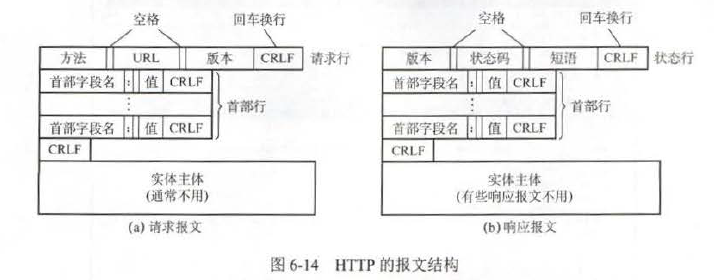 空格 回车换行
方法 URL 版本 CRLF 请求行
首部字段名 : 值 CRLF
⋮
首部字段名 : 值 CRLF
首部行
CRLF
实体主体
(通常不用)
(a) 请求报文
空格 回车换行
版本 状态码 短语 CRLF 状态行
首部字段名 : 值 CRLF
⋮
首部字段名 : 值 CRLF
首部行
CRLF
实体主体
(有些响应报文不用)
(b) 响应报文
图 6-14 HTTP 的报文结构